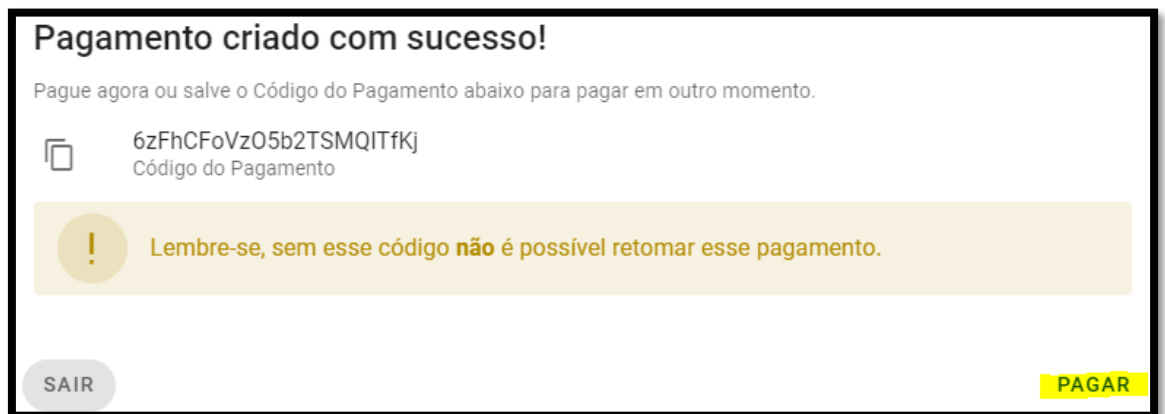 Pagamento criado com sucesso!
Pague agora ou salve o Código do Pagamento abaixo para pagar em outro momento.
6zFhCFoVzO5b2TSMQITfKj
Código do Pagamento
! Lembre-se, sem esse código não é possível retomar esse pagamento.
SAIR PAGAR